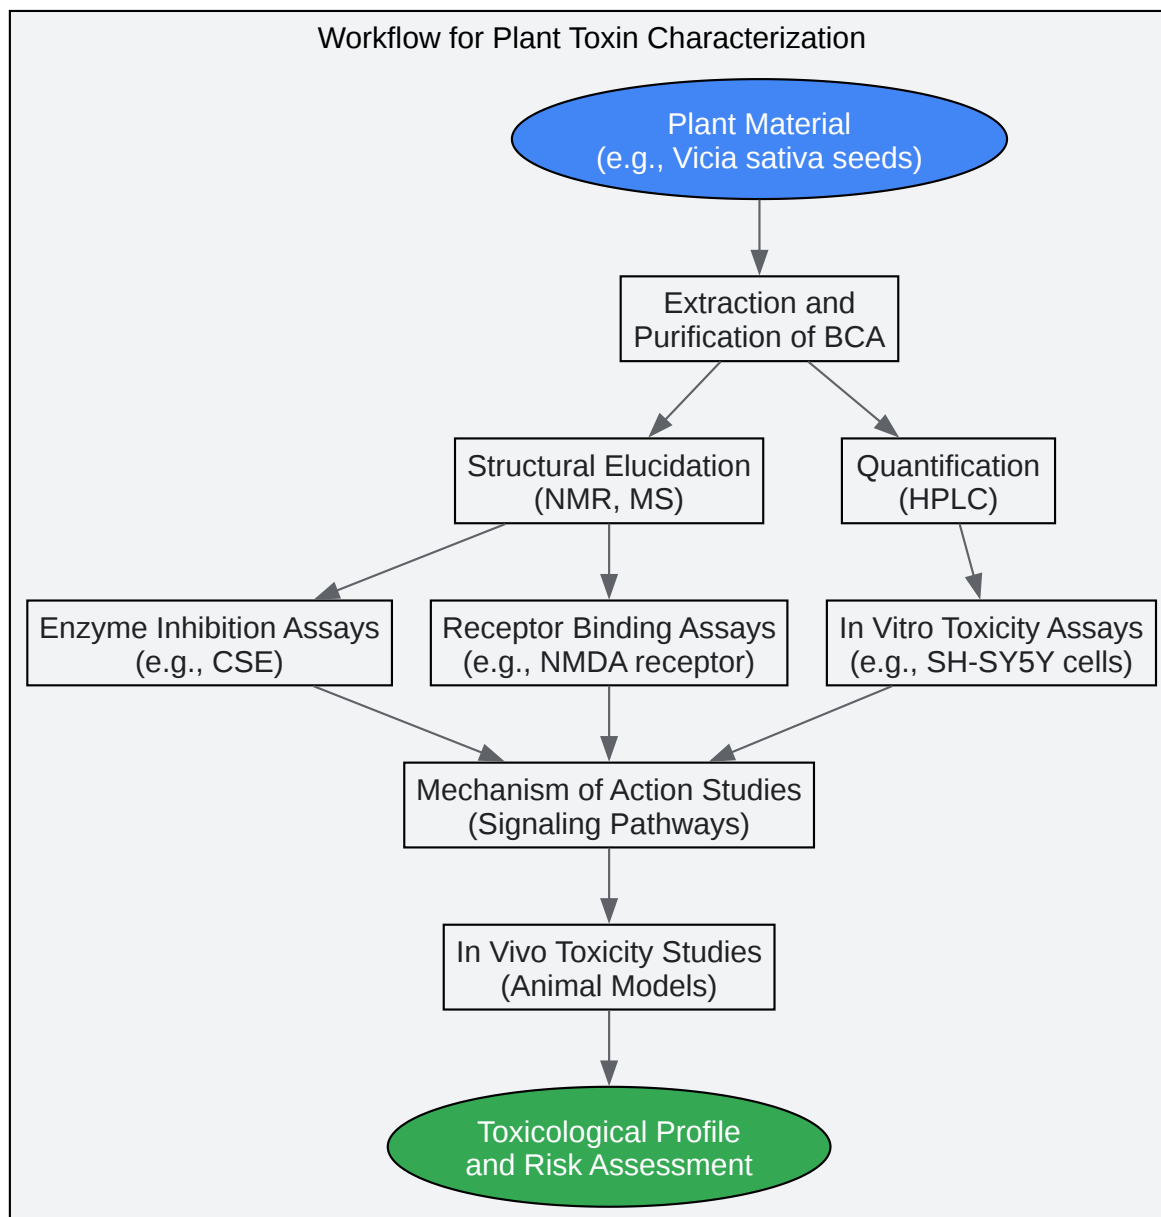 Workflow for Plant Toxin Characterization
Plant Material
(e.g., Vicia sativa seeds)
Extraction and
Purification of BCA
Structural Elucidation
(NMR, MS)
Quantification
(HPLC)
Enzyme Inhibition Assays
(e.g., CSE)
Receptor Binding Assays
(e.g., NMDA receptor)
In Vitro Toxicity Assays
(e.g., SH-SY5Y cells)
Mechanism of Action Studies
(Signaling Pathways)
In Vivo Toxicity Studies
(Animal Models)
Toxicological Profile
and Risk Assessment